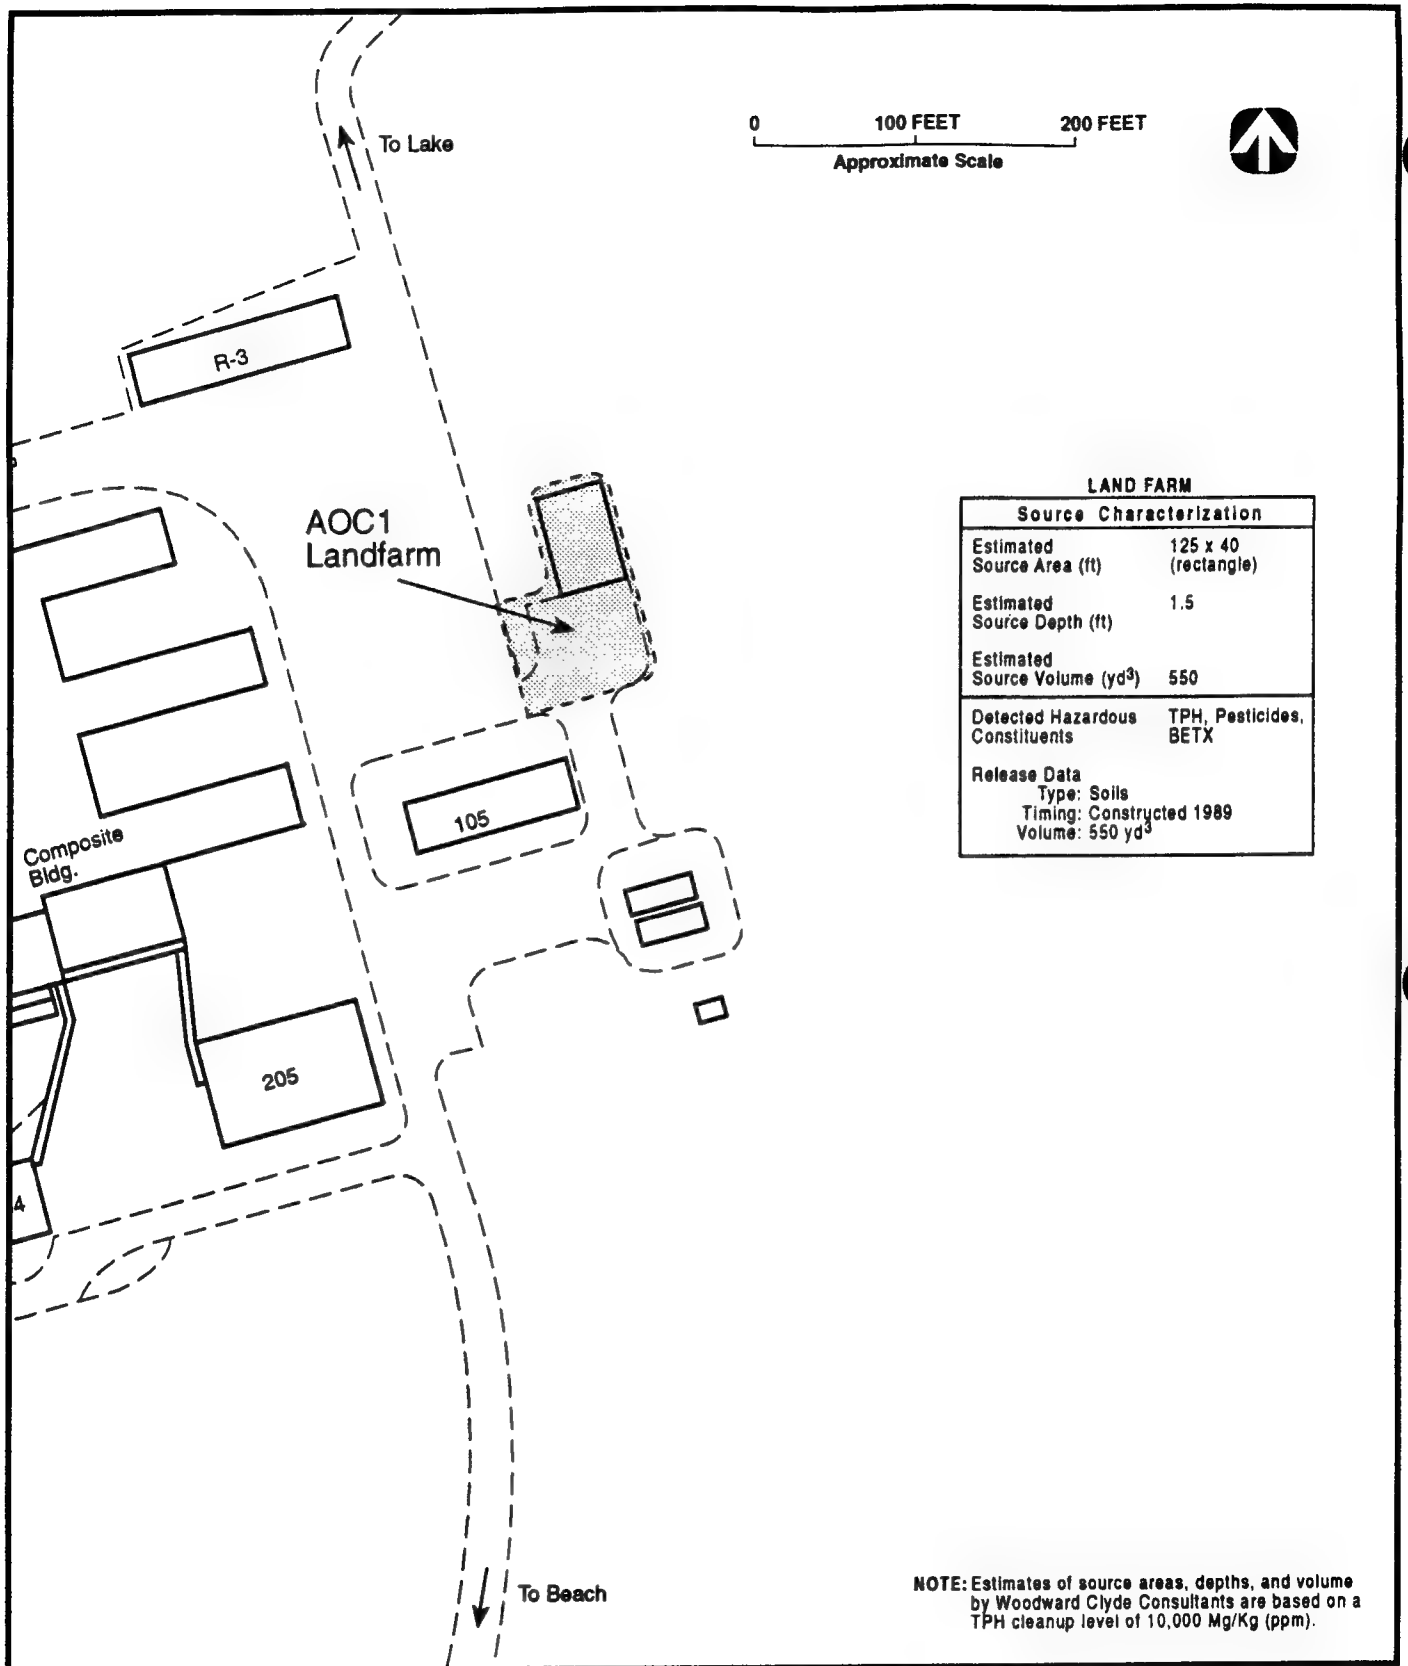 0 100 FEET 200 FEET
Approximate Scale
To Lake
R-3
AOC1
Landfarm
LAND FARM
Source Characterization
Estimated 125 x 40
Source Area (ft) (rectangle)
Estimated 1.5
Source Depth (ft)
Estimated
Source Volume (yd³) 550
Detected Hazardous TPH, Pesticides,
Constituents BETX
Release Data
Type: Soils
Timing: Constructed 1989
Volume: 550 yd³
105
Composite
Bldg.
205
4
To Beach
NOTE: Estimates of source areas, depths, and volume
by Woodward Clyde Consultants are based on a
TPH cleanup level of 10,000 Mg/Kg (ppm).